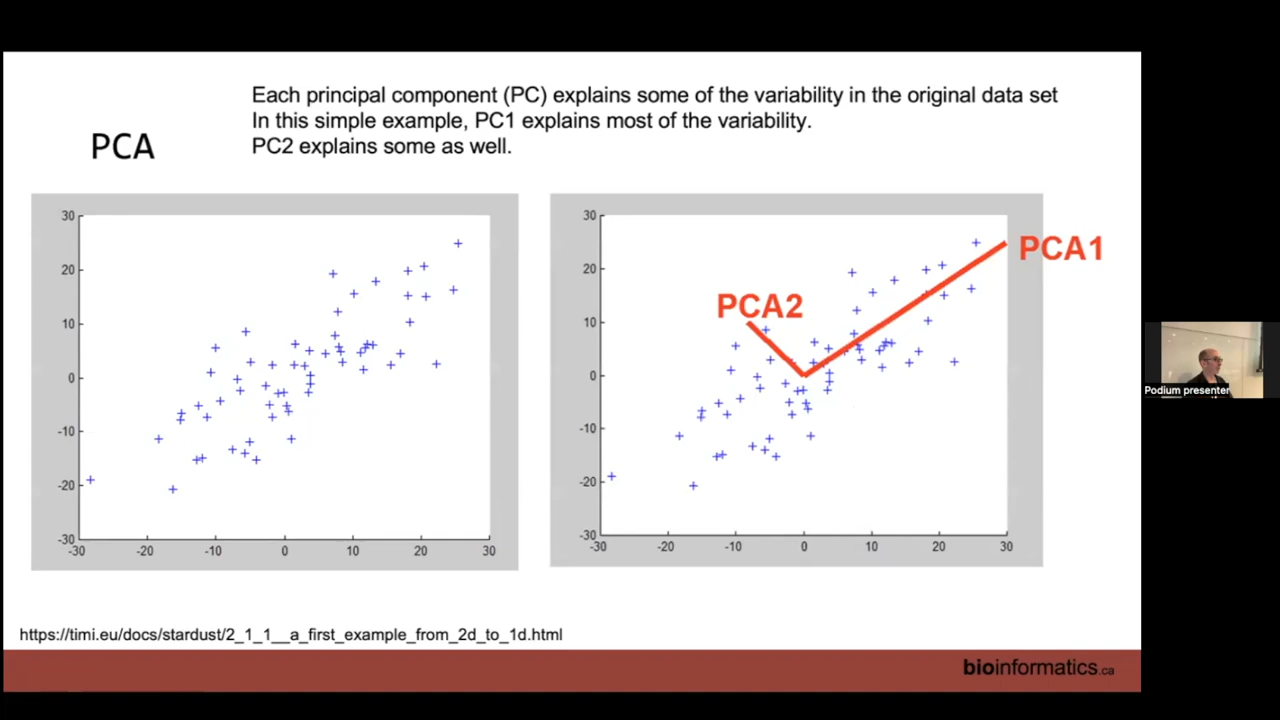 Each principal component (PC) explains some of the variability in the original data set
In this simple example, PC1 explains most of the variability.
PC2 explains some as well.
PCA
30
20
10
0
-10
-20
-30
-30 -20 -10 0 10 20 30
30
20
10
0
-10
-20
-30
-30 -20 -10 0 10 20 30
PCA1
PCA2
Podium presenter
https://timi.eu/docs/stardust/2_1_1__a_first_example_from_2d_to_1d.html
bioinformatics.ca